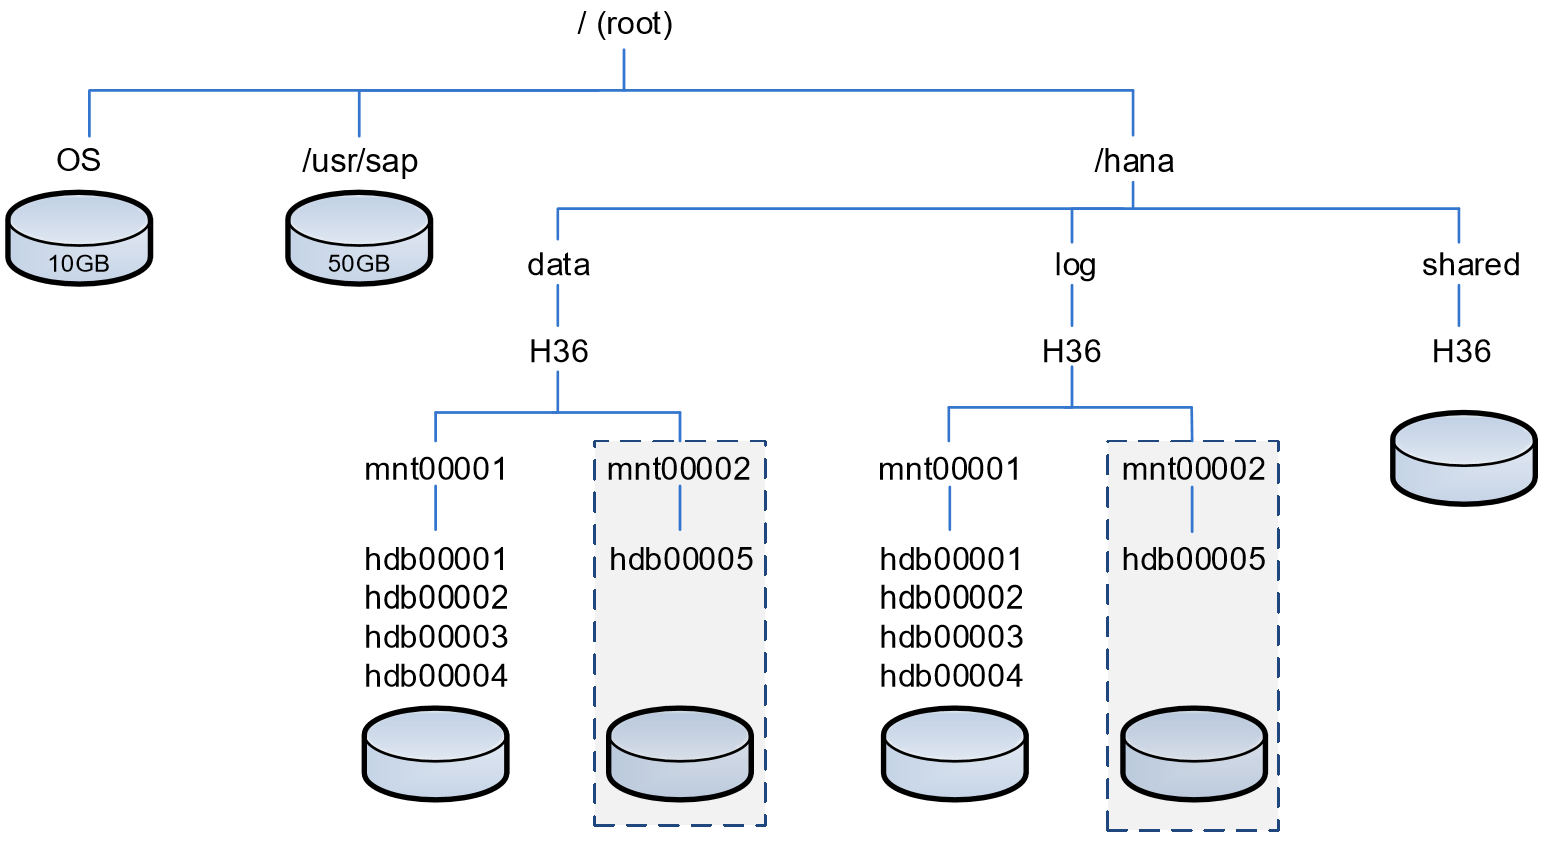 / (root)
OS
/usr/sap
/hana
10GB
50GB
data
log
shared
H36
H36
H36
mnt00001
mnt00002
mnt00001
mnt00002
hdb00001
hdb00002
hdb00003
hdb00004
hdb00005
hdb00001
hdb00002
hdb00003
hdb00004
hdb00005